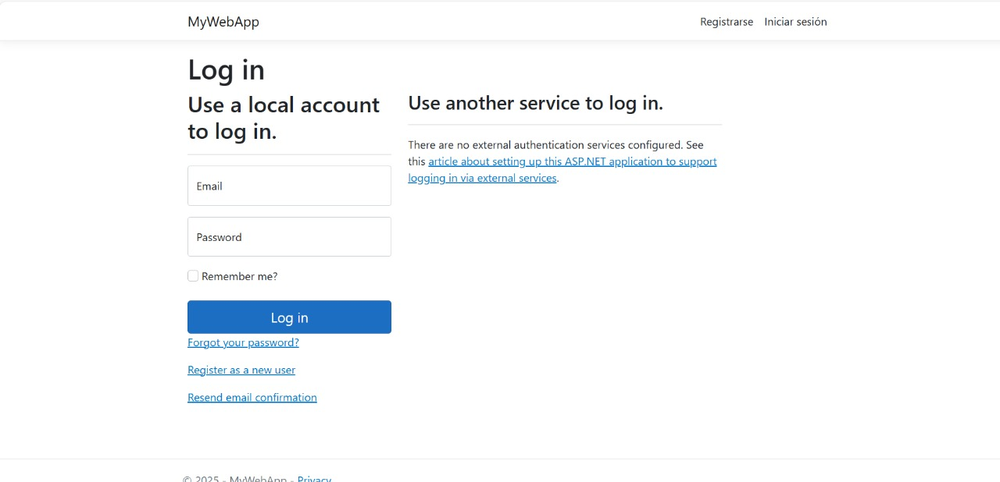 MyWebApp
Registrarse
Iniciar sesión
Log in
Use a local account
to log in.
Email
Password
Remember me?
Log in
Forgot your password?
Register as a new user
Resend email confirmation
Use another service to log in.
There are no external authentication services configured. See
this article about setting up this ASP.NET application to support
logging in via external services.
© 2025 - MyWebApp - Privacy